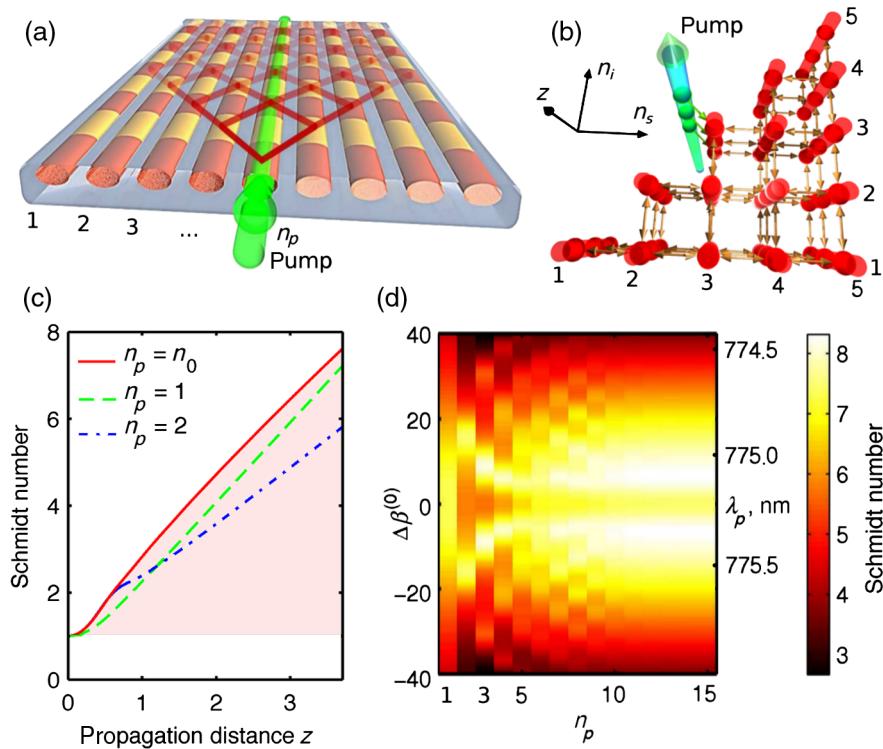 (a)
1 2 3 ... n_p
Pump
(b)
Pump
z n_i n_s
5
4
3
2
1
1 2 3 4 5
(c)
Schmidt number
8
6
4
2
0
n_p = n_0
n_p = 1
n_p = 2
0 1 2 3
Propagation distance z
(d)
Δβ^(0)
40
20
0
−20
−40
1 3 5 10 15
n_p
774.5
775.0
λ_p, nm
775.5
8
7
6
5
4
3
Schmidt number